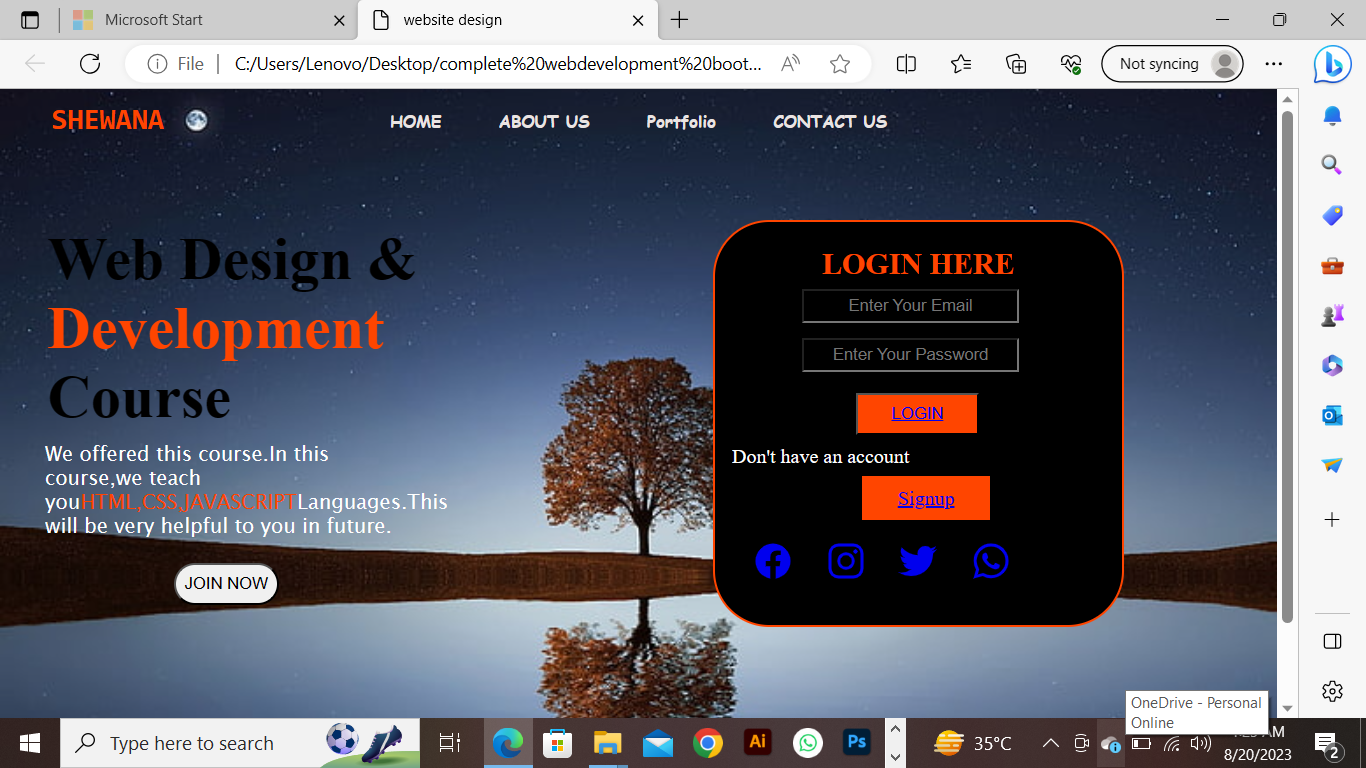 Microsoft Start
website design
File
C:/Users/Lenovo/Desktop/complete%20webdevelopment%20boot...
Not syncing
SHEWANA
HOME
ABOUT US
Portfolio
CONTACT US
Web Design &
Development
Course
We offered this course.In this
course,we teach
youHTML,CSS,JAVASCRIPTLanguages.This
will be very helpful to you in future.
JOIN NOW
LOGIN HERE
Enter Your Email
Enter Your Password
LOGIN
Don't have an account
Signup
OneDrive - Personal
Online
Type here to search
Ai
Ps
35°C
AM
8/20/2023
2